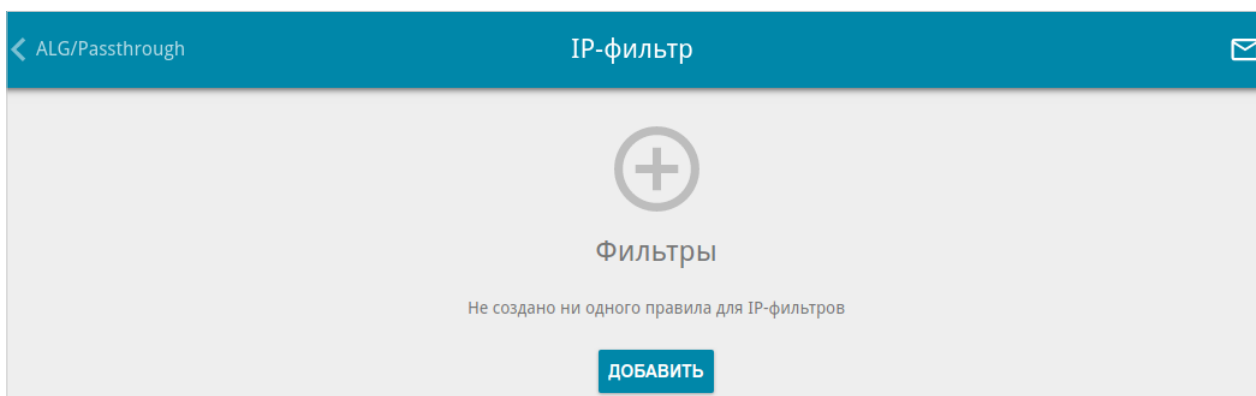 ALG/Passthrough
IP-фильтр
Фильтры
Не создано ни одного правила для IP-фильтров
ДОБАВИТЬ